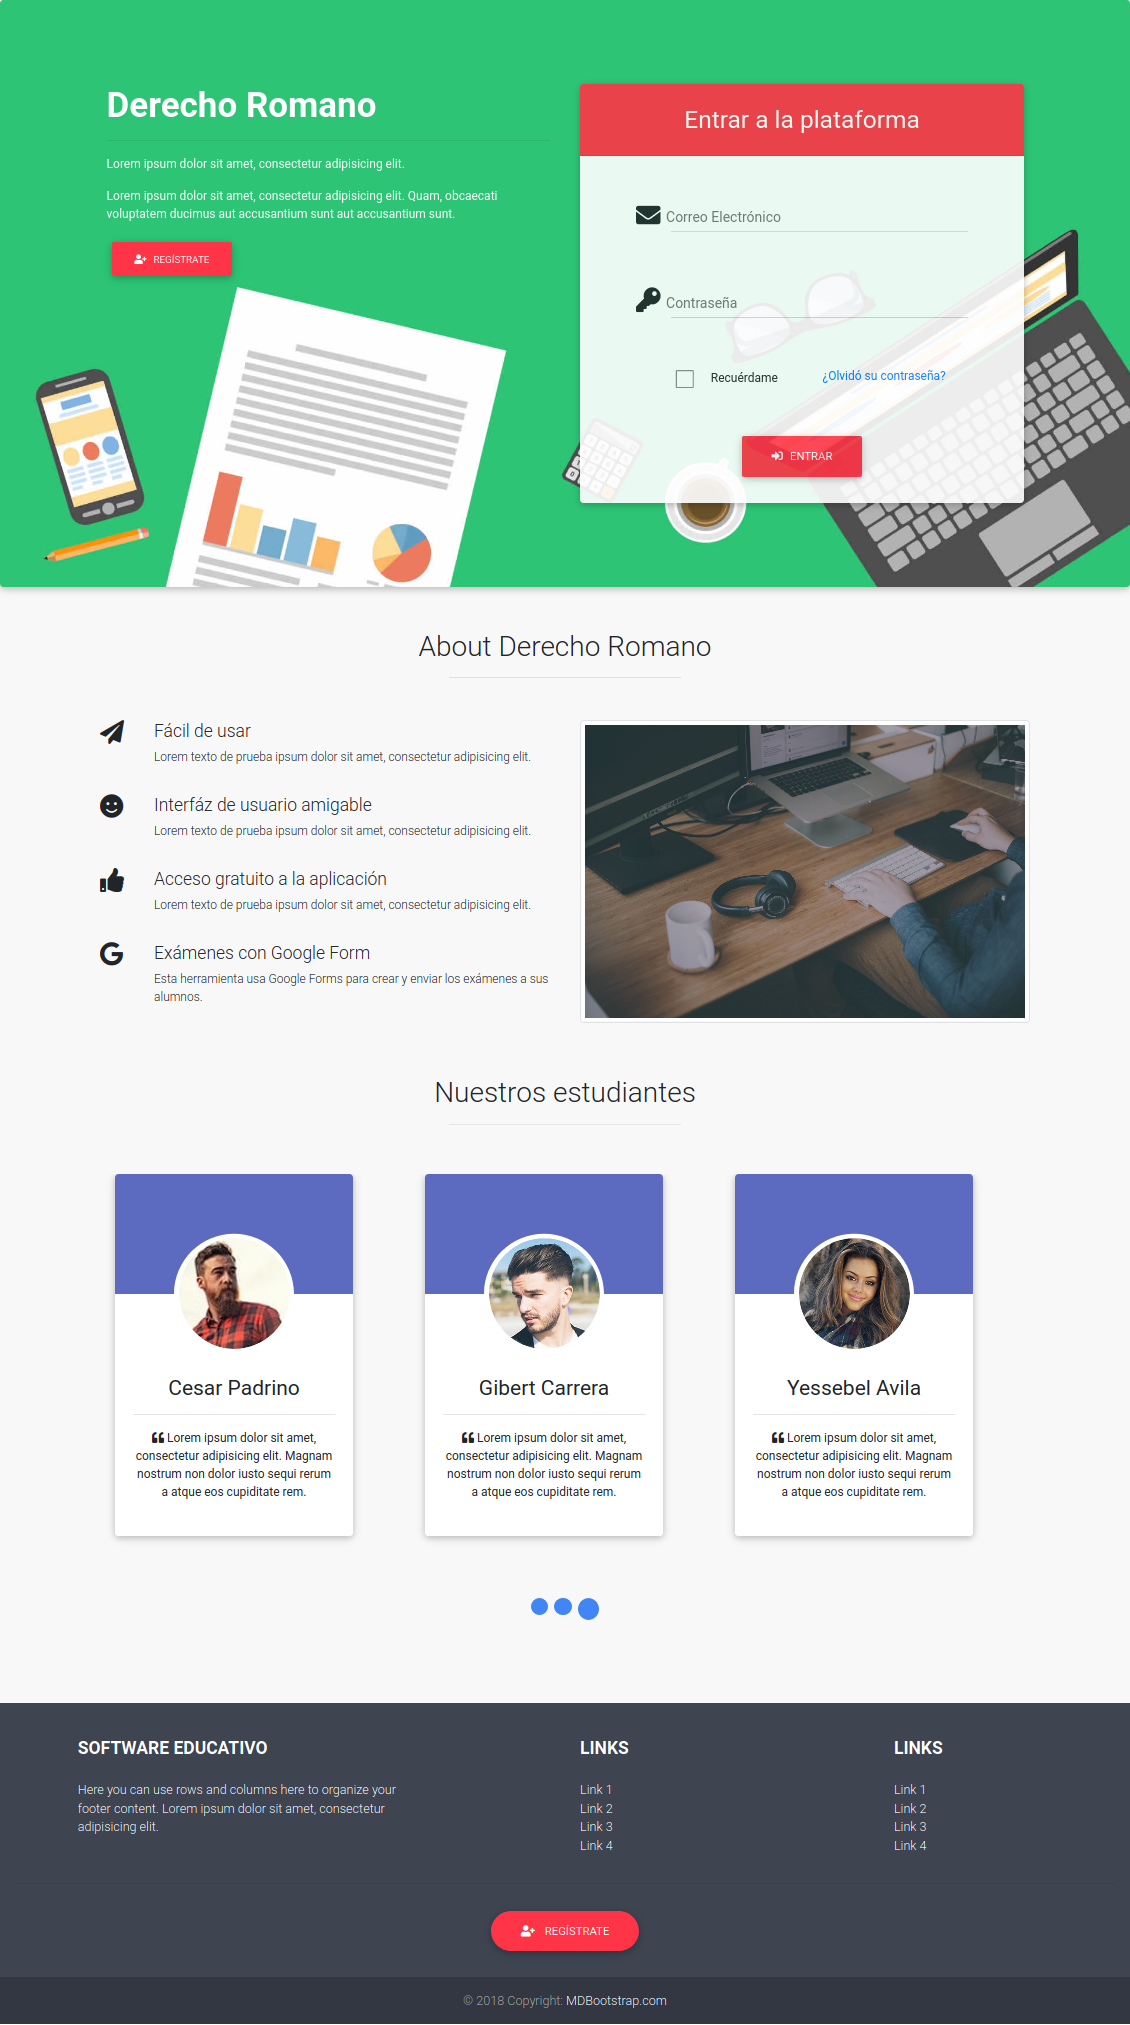 Derecho Romano
Lorem ipsum dolor sit amet, consectetur adipisicing elit.
Lorem ipsum dolor sit amet, consectetur adipisicing elit. Quam, obcaecati
voluptatem ducimus aut accusantium sunt aut accusantium sunt.
REGÍSTRATE
Entrar a la plataforma
Correo Electrónico
Contraseña
Recuérdame
¿Olvidó su contraseña?
ENTRAR
About Derecho Romano
Fácil de usar
Lorem texto de prueba ipsum dolor sit amet, consectetur adipisicing elit.
Interfáz de usuario amigable
Lorem texto de prueba ipsum dolor sit amet, consectetur adipisicing elit.
Acceso gratuito a la aplicación
Lorem texto de prueba ipsum dolor sit amet, consectetur adipisicing elit.
Exámenes con Google Form
Esta herramienta usa Google Forms para crear y enviar los exámenes a sus
alumnos.
Nuestros estudiantes
Cesar Padrino
Lorem ipsum dolor sit amet,
consectetur adipisicing elit. Magnam
nostrum non dolor iusto sequi rerum
a atque eos cupiditate rem.
Gibert Carrera
Lorem ipsum dolor sit amet,
consectetur adipisicing elit. Magnam
nostrum non dolor iusto sequi rerum
a atque eos cupiditate rem.
Yessebel Avila
Lorem ipsum dolor sit amet,
consectetur adipisicing elit. Magnam
nostrum non dolor iusto sequi rerum
a atque eos cupiditate rem.
SOFTWARE EDUCATIVO
Here you can use rows and columns here to organize your
footer content. Lorem ipsum dolor sit amet, consectetur
adipisicing elit.
LINKS
Link 1
Link 2
Link 3
Link 4
LINKS
Link 1
Link 2
Link 3
Link 4
REGÍSTRATE
© 2018 Copyright: MDBootstrap.com